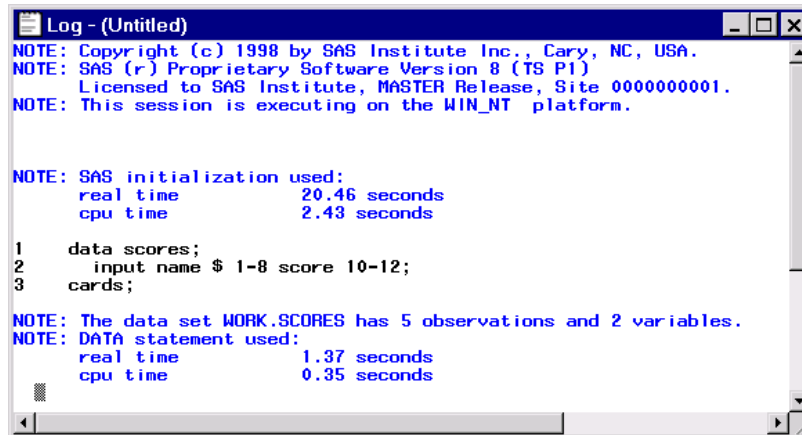 Log - (Untitled)
NOTE: Copyright (c) 1998 by SAS Institute Inc., Cary, NC, USA.
NOTE: SAS (r) Proprietary Software Version 8 (TS P1)
      Licensed to SAS Institute, MASTER Release, Site 0000000001.
NOTE: This session is executing on the WIN_NT  platform.
NOTE: SAS initialization used:
      real time           20.46 seconds
      cpu time            2.43 seconds
1    data scores;
2      input name $ 1-8 score 10-12;
3    cards;
NOTE: The data set WORK.SCORES has 5 observations and 2 variables.
NOTE: DATA statement used:
      real time           1.37 seconds
      cpu time            0.35 seconds